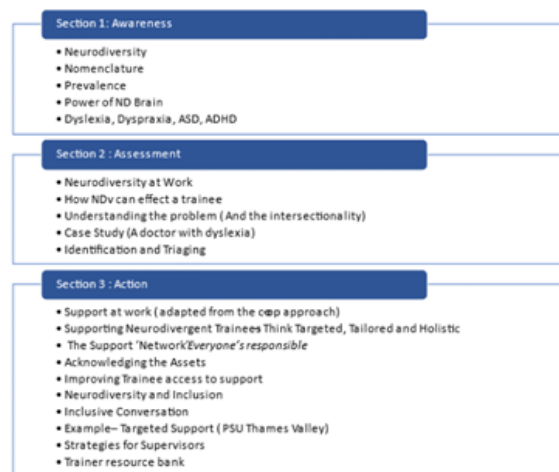 Section 1: Awareness
• Neurodiversity
• Nomenclature
• Prevalence
• Power of ND Brain
• Dyslexia, Dyspraxia, ASD, ADHD
Section 2 : Assessment
• Neurodiversity at Work
• How NDv can effect a trainee
• Understanding the problem ( And the intersectionality)
• Case Study (A doctor with dyslexia)
• Identification and Triaging
Section 3 : Action
• Support at work ( adapted from the approach)
• Supporting Neurodivergent Trainees Think Targeted, Tailored and Holistic
• The Support ‘Network’Everyone’s responsible
• Acknowledging the Assets
• Improving Trainee access to support
• Neurodiversity and Inclusion
• Inclusive Conversation
• Example– Targeted Support ( PSU Thames Valley)
• Strategies for Supervisors
• Trainer resource bank